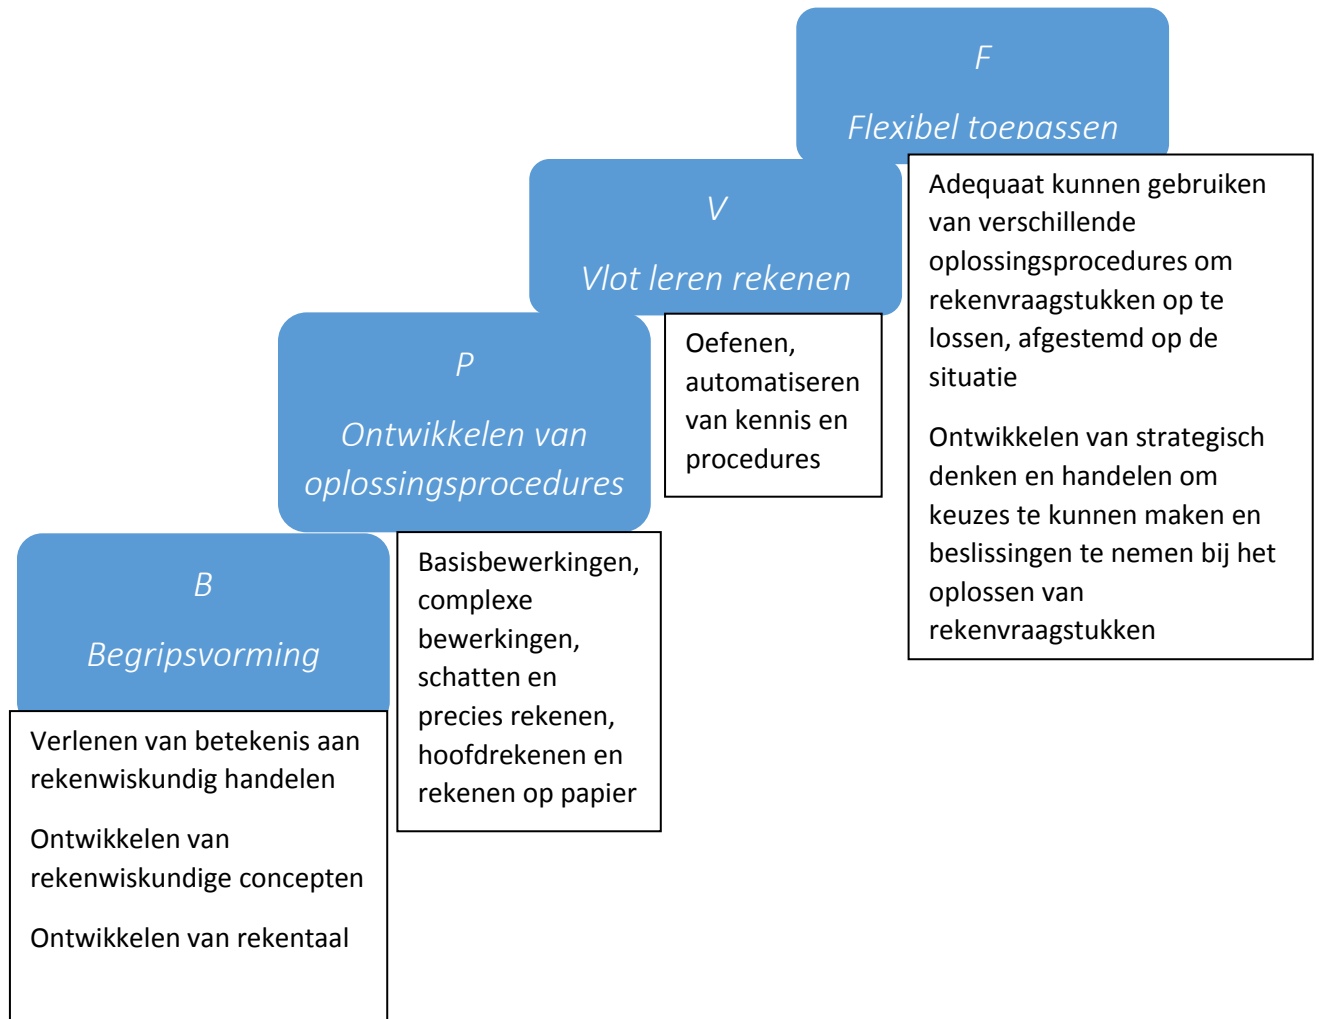 F
Flexibel toepassen
Adequaat kunnen gebruiken
van verschillende
oplossingsprocedures om
rekenvraagstukken op te
lossen, afgestemd op de
situatie
Ontwikkelen van strategisch
denken en handelen om
keuzes te kunnen maken en
beslissingen te nemen bij het
oplossen van
rekenvraagstukken
V
Vlot leren rekenen
Oefenen,
automatiseren
van kennis en
procedures
P
Ontwikkelen van
oplossingsprocedures
Basisbewerkingen,
complexe
bewerkingen,
schatten en
precies rekenen,
hoofdrekenen en
rekenen op papier
B
Begripsvorming
Verlenen van betekenis aan
rekenwiskundig handelen
Ontwikkelen van
rekenwiskundige concepten
Ontwikkelen van rekentaal